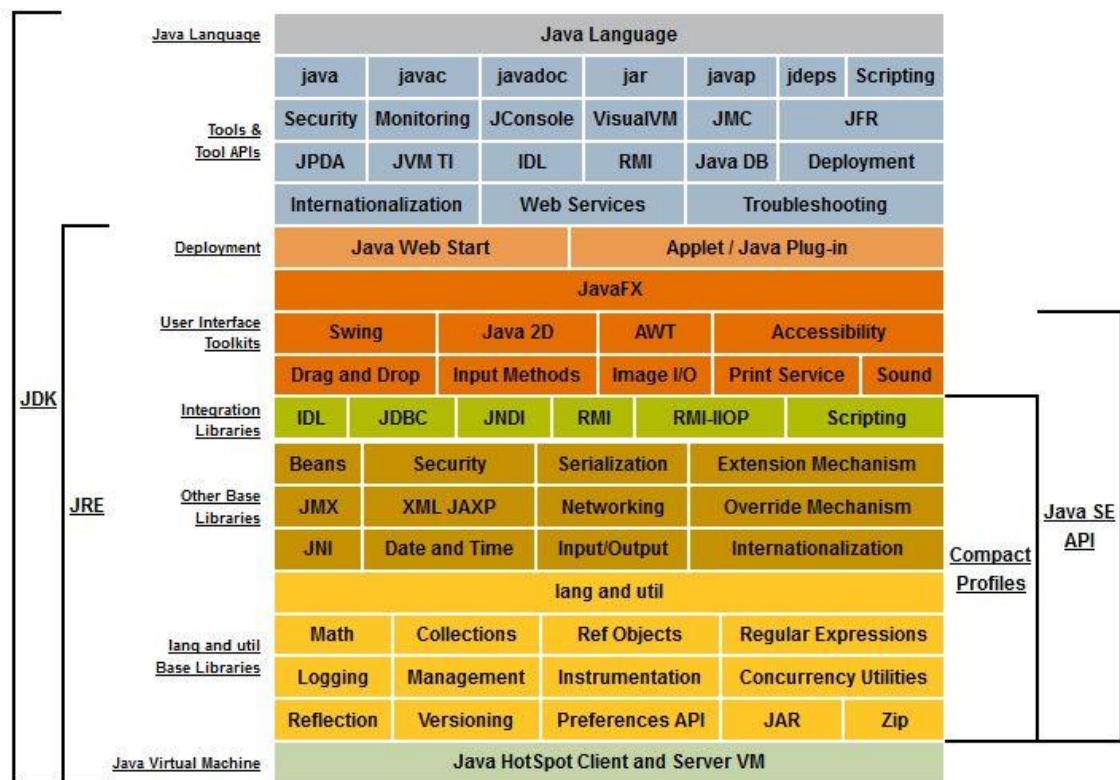 Java Language Java Language
java javac javadoc jar javap jdeps Scripting
Security Monitoring JConsole VisualVM JMC JFR
Tools &
Tool APIs
JPDA JVM TI IDL RMI Java DB Deployment
Internationalization Web Services Troubleshooting
Deployment Java Web Start Applet / Java Plug-in
JavaFX
User Interface
Toolkits
Swing Java 2D AWT Accessibility
Drag and Drop Input Methods Image I/O Print Service Sound
JDK
Integration
Libraries
IDL JDBC JNDI RMI RMI-IIOP Scripting
Beans Security Serialization Extension Mechanism
JRE
Other Base
Libraries
JMX XML JAXP Networking Override Mechanism
Java SE
API
JNI Date and Time Input/Output Internationalization
Compact
Profiles
lang and util
Math Collections Ref Objects Regular Expressions
lang and util
Base Libraries
Logging Management Instrumentation Concurrency Utilities
Reflection Versioning Preferences API JAR Zip
Java Virtual Machine Java HotSpot Client and Server VM